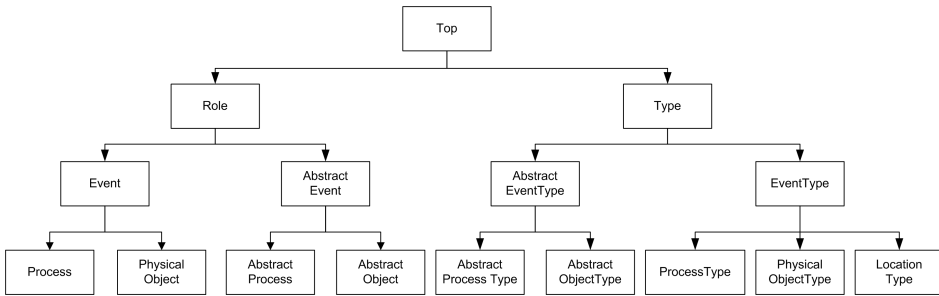 Top
Role
Type
Event
Abstract
Event
Abstract
EventType
EventType
Process
Physical
Object
Abstract
Process
Abstract
Object
Abstract
Process Type
Abstract
ObjectType
ProcessType
Physical
ObjectType
Location
Type